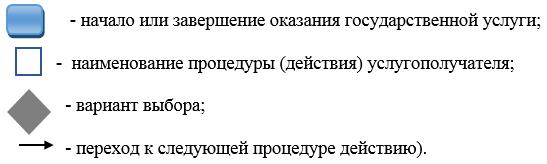 - начало или завершение оказания государственной услуги;
- наименование процедуры (действия) услугополучателя;
- вариант выбора;
- переход к следующей процедуре действию).